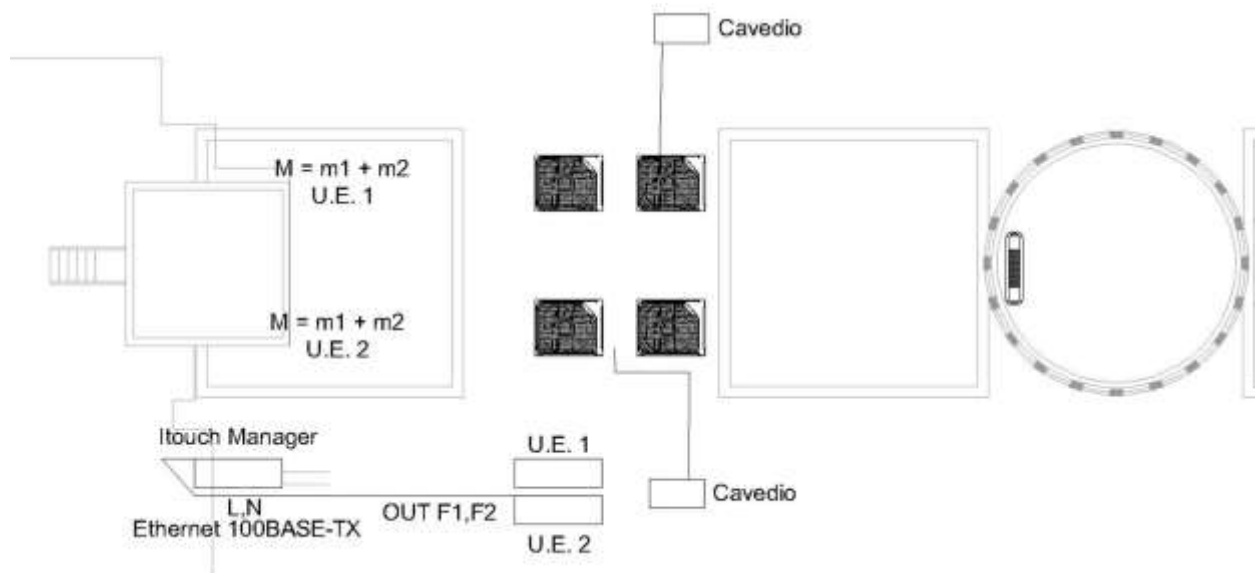 Cavedio
M = m1 + m2
U.E. 1
M = m1 + m2
U.E. 2
Itouch Manager
L,N
Ethernet 100BASE-TX
OUT F1,F2
U.E. 1
U.E. 2
Cavedio